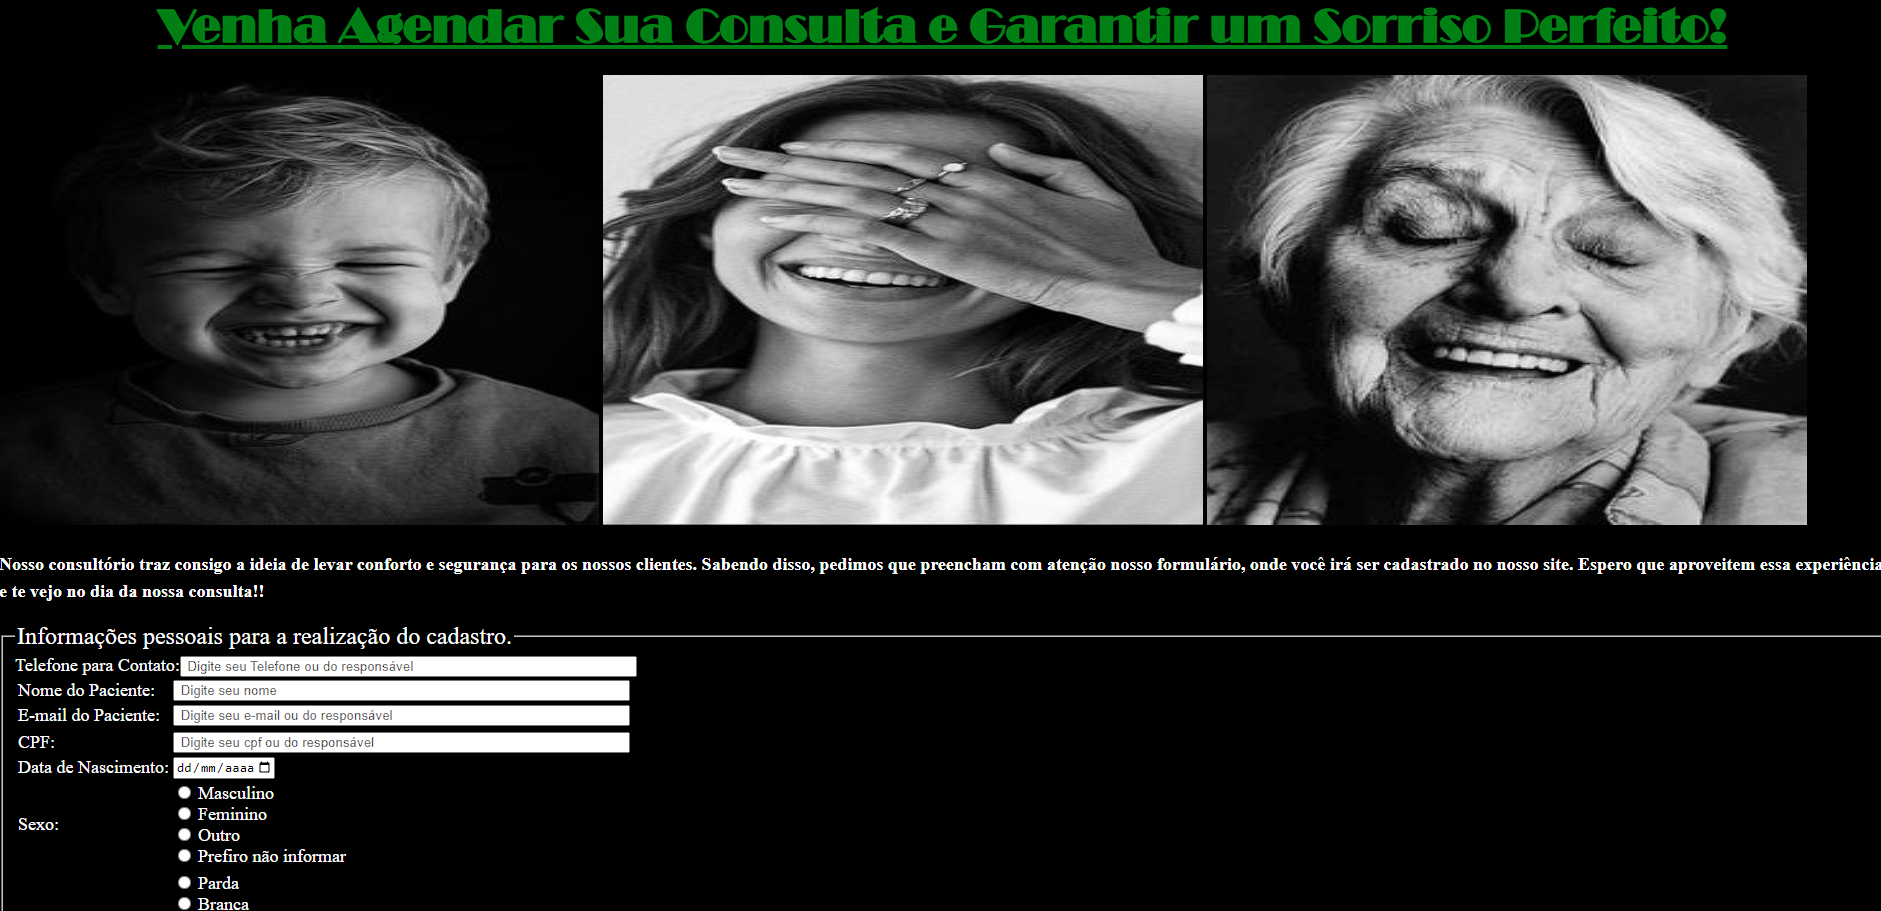 Venha Agendar Sua Consulta e Garantir um Sorriso Perfeito!
Nosso consultório traz consigo a ideia de levar conforto e segurança para os nossos clientes. Sabendo disso, pedimos que preencham com atenção nosso formulário, onde você irá ser cadastrado no nosso site. Espero que aproveitem essa experiência
e te vejo no dia da nossa consulta!!
Informações pessoais para a realização do cadastro.
Telefone para Contato: Digite seu Telefone ou do responsável
Nome do Paciente: Digite seu nome
E-mail do Paciente: Digite seu e-mail ou do responsável
CPF: Digite seu cpf ou do responsável
Data de Nascimento: dd/mm/aaaa
Sexo:
Masculino
Feminino
Outro
Prefiro não informar
Parda
Branca